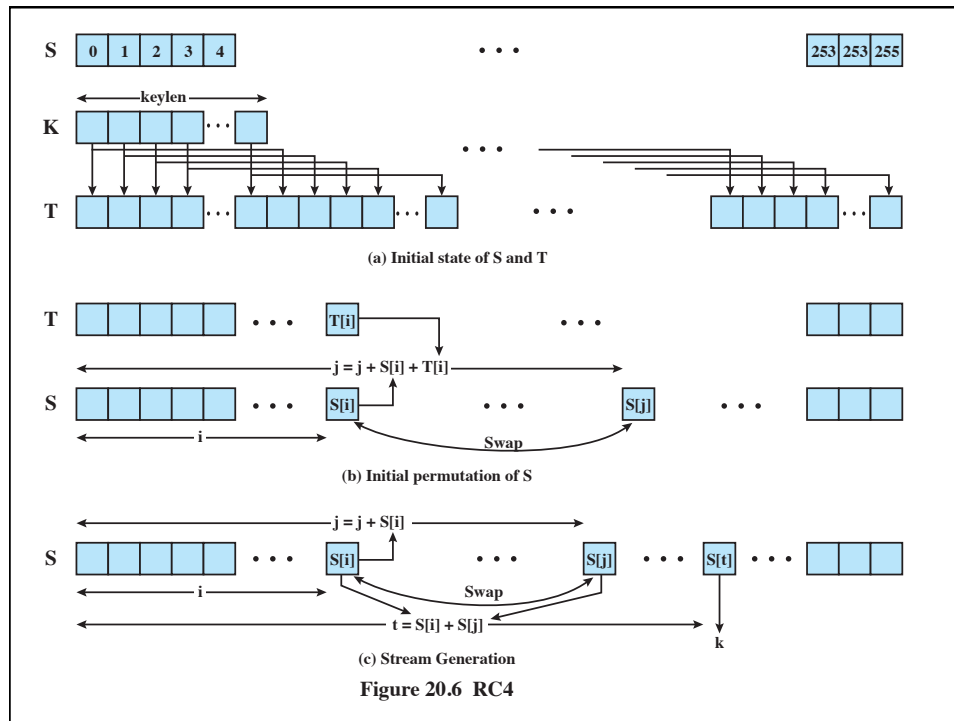 S 0 1 2 3 4 • • • 253 253 255
keylen
K • • •
• • •
T • • • • • • • • • • • •
(a) Initial state of S and T
T • • • T[i] • • •
j = j + S[i] + T[i]
S • • • S[i] • • • S[j] • • •
i
Swap
(b) Initial permutation of S
j = j + S[i]
S • • • S[i] • • • S[j] • • • S[t] • • •
i
Swap
t = S[i] + S[j]
k
(c) Stream Generation
Figure 20.6 RC4